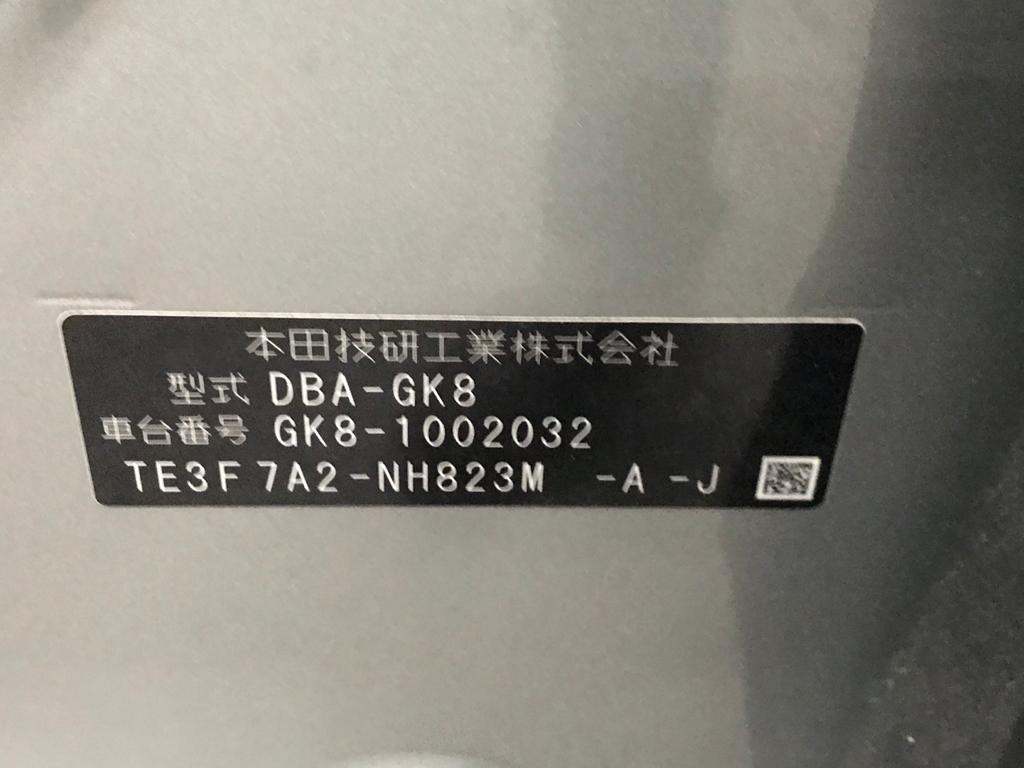 本田技研工業株式会社
型式 DBA-GK8
車台番号 GK8-1002032
TE3F7A2-NH823M -A -J